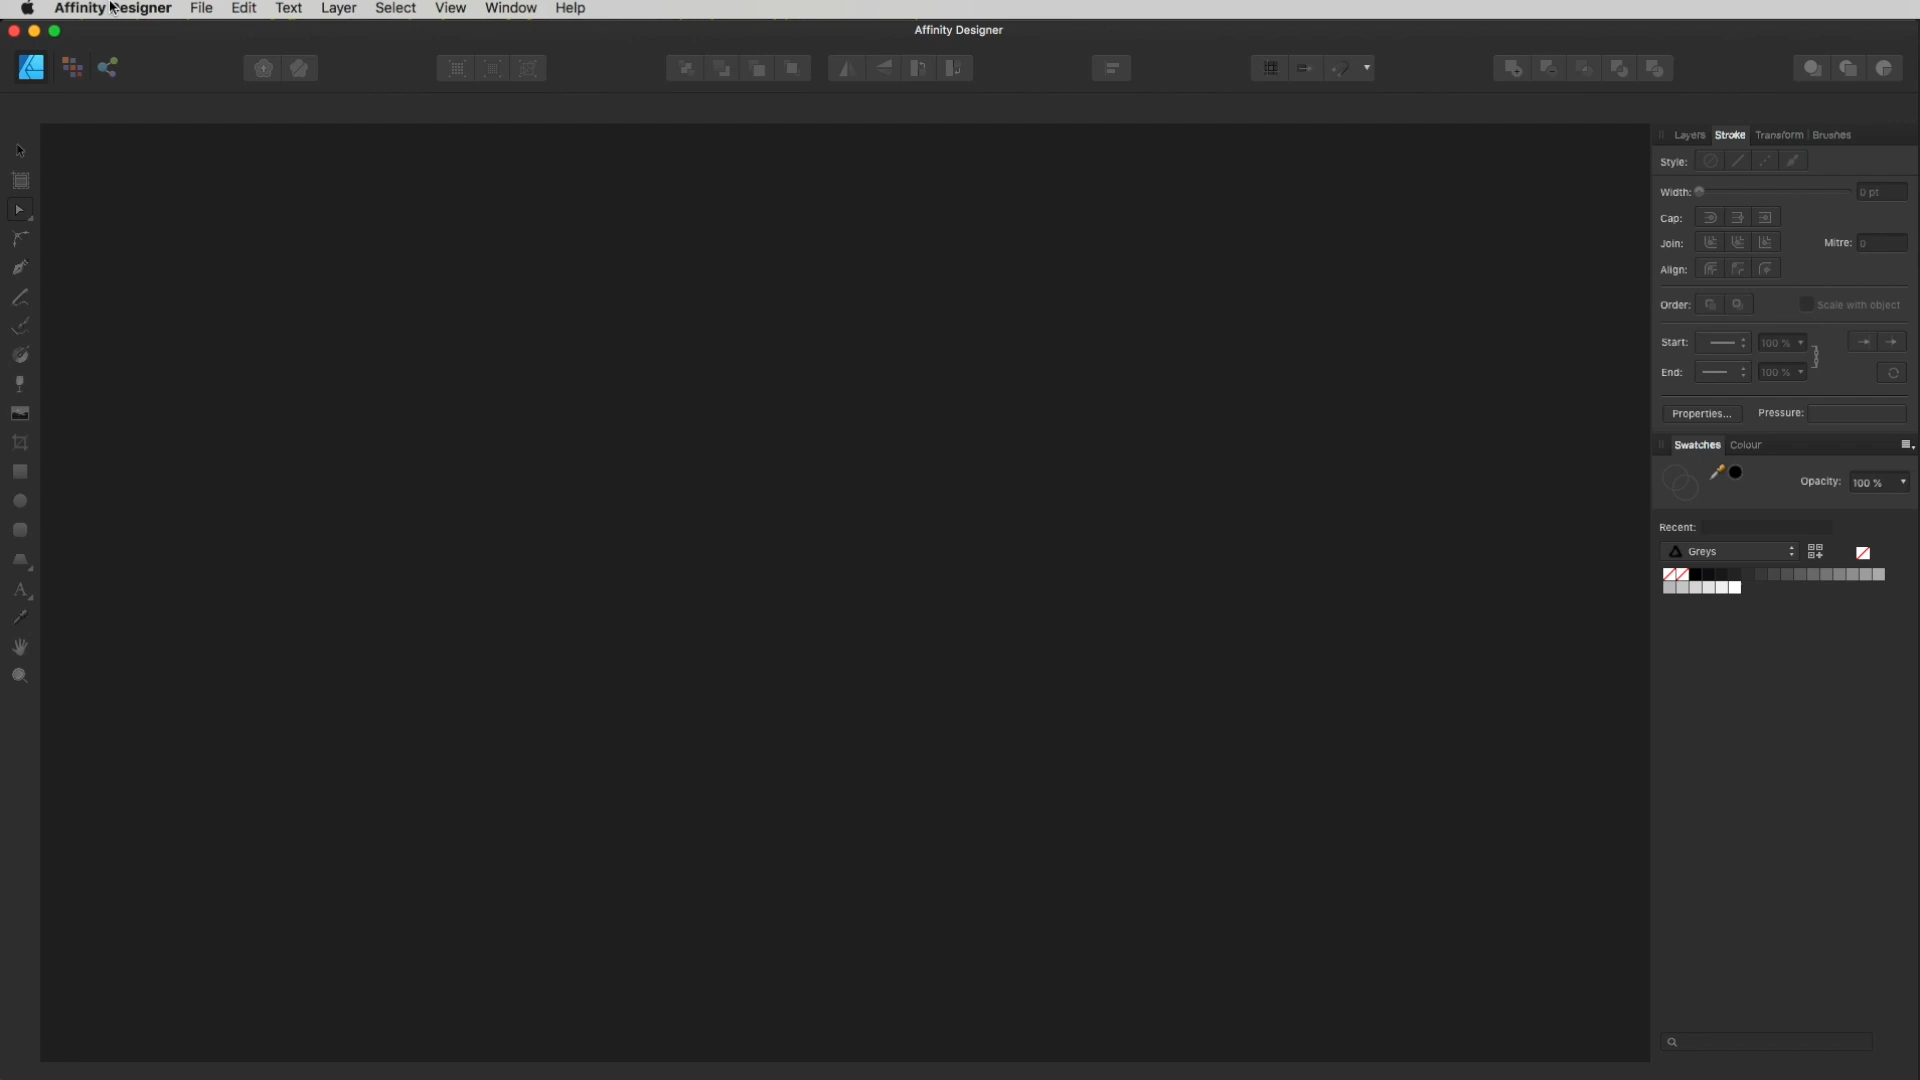 Affinity Designer File Edit Text Layer Select View Window Help
Affinity Designer
Layers Stroke Transform Brushes
Style:
Width: 0 pt
Cap:
Join: Mitre: 0
Align:
Order: Scale with object
Start: 100 %
End: 100 %
Properties... Pressure:
Swatches Colour
Opacity: 100 %
Recent:
Greys